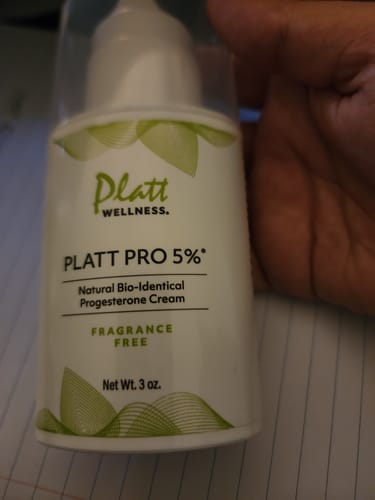 Platt
WELLNESS.
PLATT PRO 5%*
Natural Bio-Identical
Progesterone Cream
FRAGRANCE
FREE
Net Wt. 3 oz.